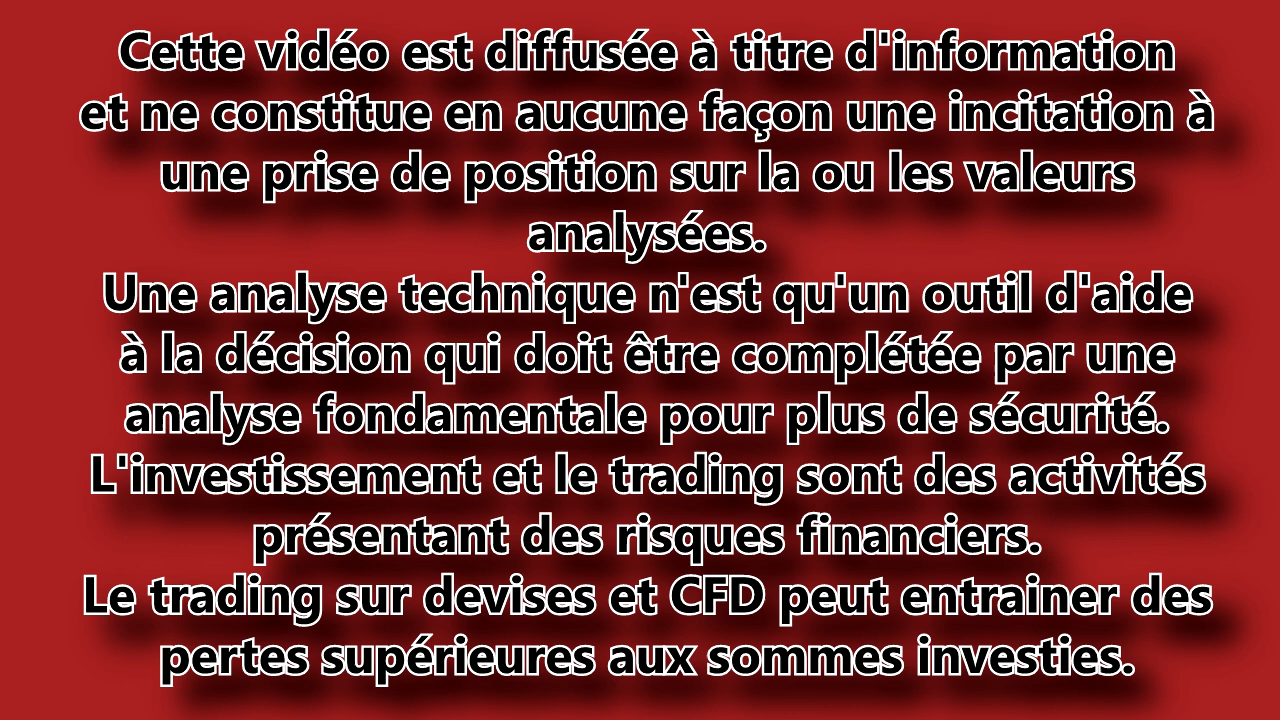 Cette vidéo est diffusée à titre d'information
et ne constitue en aucune façon une incitation à
une prise de position sur la ou les valeurs
analysées.
Une analyse technique n'est qu'un outil d'aide
à la décision qui doit être complétée par une
analyse fondamentale pour plus de sécurité.
L'investissement et le trading sont des activités
présentant des risques financiers.
Le trading sur devises et CFD peut entrainer des
pertes supérieures aux sommes investies.